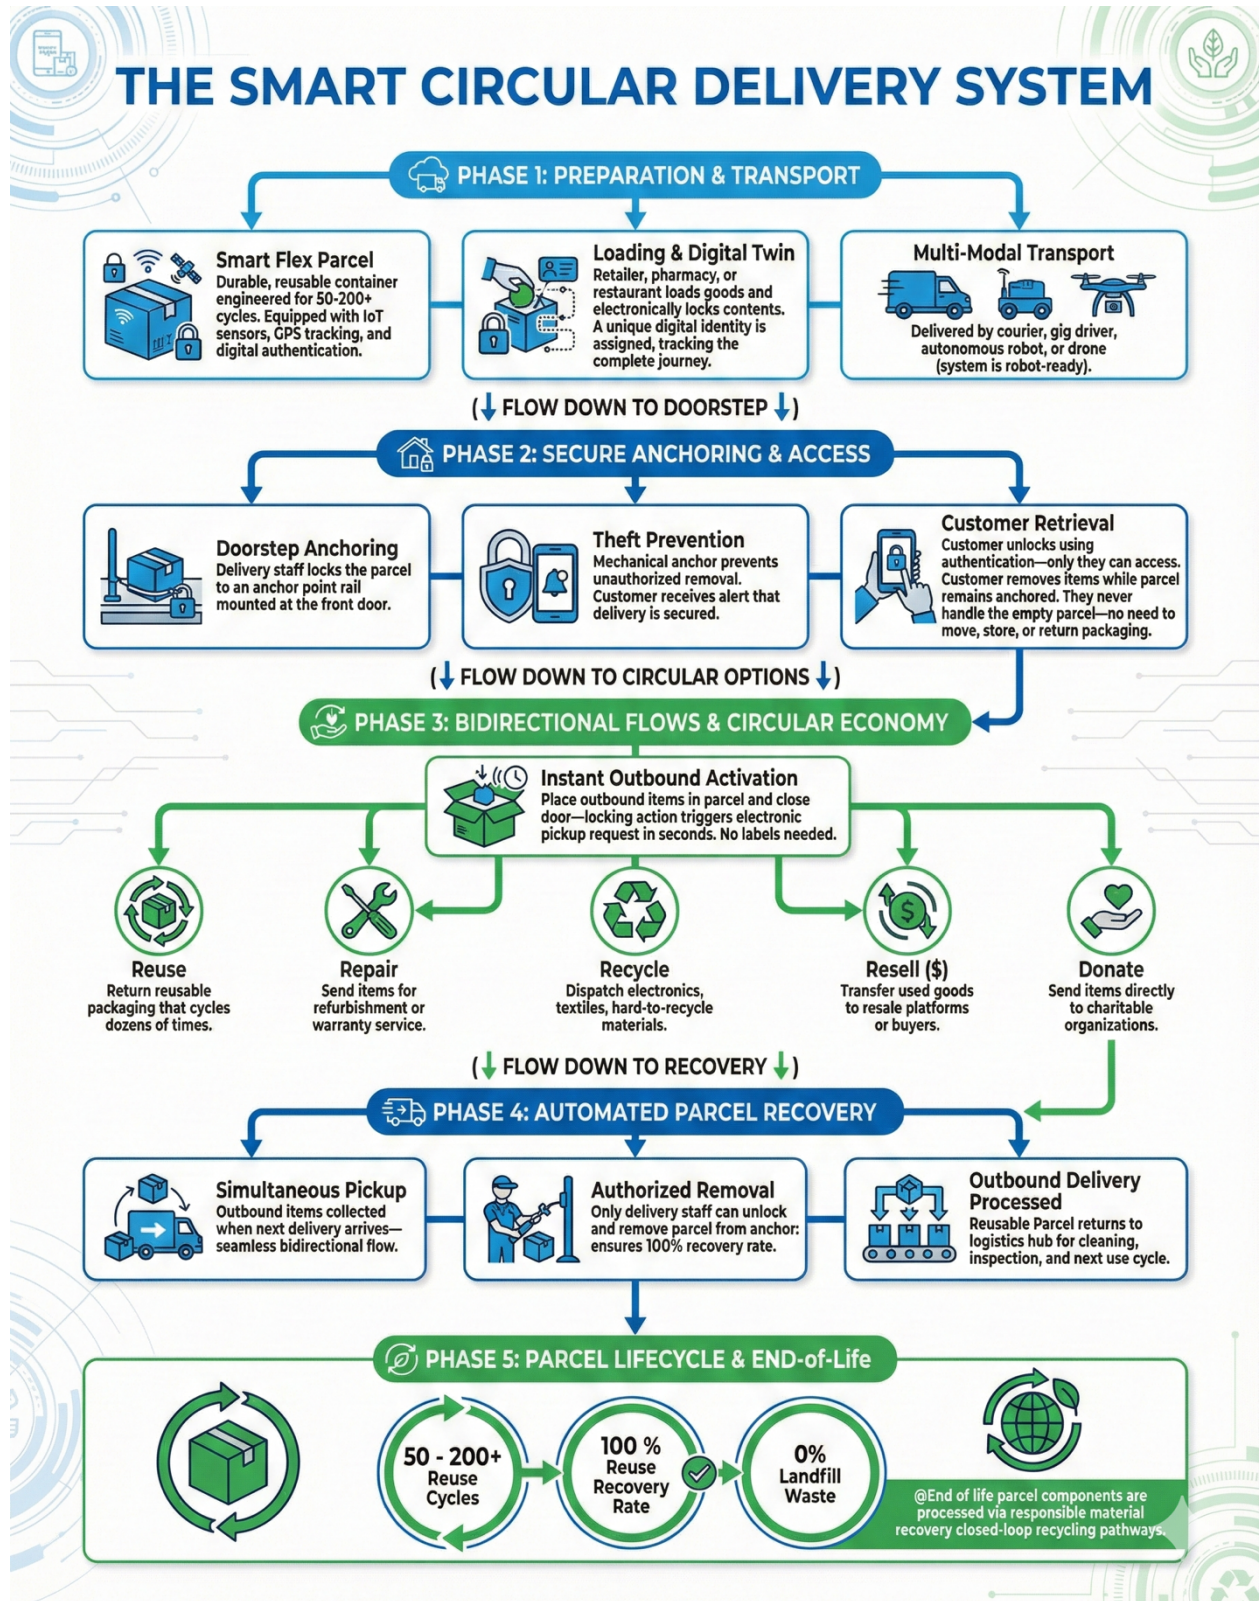 THE SMART CIRCULAR DELIVERY SYSTEM
PHASE 1: PREPARATION & TRANSPORT
Smart Flex Parcel
Durable, reusable container
engineered for 50-200+
cycles. Equipped with IoT
sensors, GPS tracking, and
digital authentication.
Loading & Digital Twin
Retailer, pharmacy, or
restaurant loads goods and
electronically locks contents.
A unique digital identity is
assigned, tracking the
complete journey.
Multi-Modal Transport
Delivered by courier, gig driver,
autonomous robot, or drone
(system is robot-ready).
(↓ FLOW DOWN TO DOORSTEP ↓)
PHASE 2: SECURE ANCHORING & ACCESS
Doorstep Anchoring
Delivery staff locks the parcel
to an anchor point rail
mounted at the front door.
Theft Prevention
Mechanical anchor prevents
unauthorized removal.
Customer receives alert that
delivery is secured.
Customer Retrieval
Customer unlocks using
authentication—only they can access.
Customer removes items while parcel
remains anchored. They never
handle the empty parcel—no need to
move, store, or return packaging.
(↓ FLOW DOWN TO CIRCULAR OPTIONS ↓)
PHASE 3: BIDIRECTIONAL FLOWS & CIRCULAR ECONOMY
Instant Outbound Activation
Place outbound items in parcel and close
door—locking action triggers electronic
pickup request in seconds. No labels needed.
Reuse
Return reusable
packaging that cycles
dozens of times.
Repair
Send items for
refurbishment or
warranty service.
Recycle
Dispatch electronics,
textiles, hard-to-recycle
materials.
$
Resell ($)
Transfer used goods
to resale platforms
or buyers.
Donate
Send items directly
to charitable
organizations.
(↓ FLOW DOWN TO RECOVERY ↓)
PHASE 4: AUTOMATED PARCEL RECOVERY
Simultaneous Pickup
Outbound items collected
when next delivery arrives—
seamless bidirectional flow.
Authorized Removal
Only delivery staff can unlock
and remove parcel from anchor:
ensures 100% recovery rate.
Outbound Delivery
Processed
Reusable Parcel returns to
logistics hub for cleaning,
inspection, and next use cycle.
PHASE 5: PARCEL LIFECYCLE & END-of-Life
50 - 200+
Reuse
Cycles
100 %
Reuse
Recovery
Rate
0%
Landfill
Waste
@End of life parcel components are
processed via responsible material
recovery closed-loop recycling pathways.